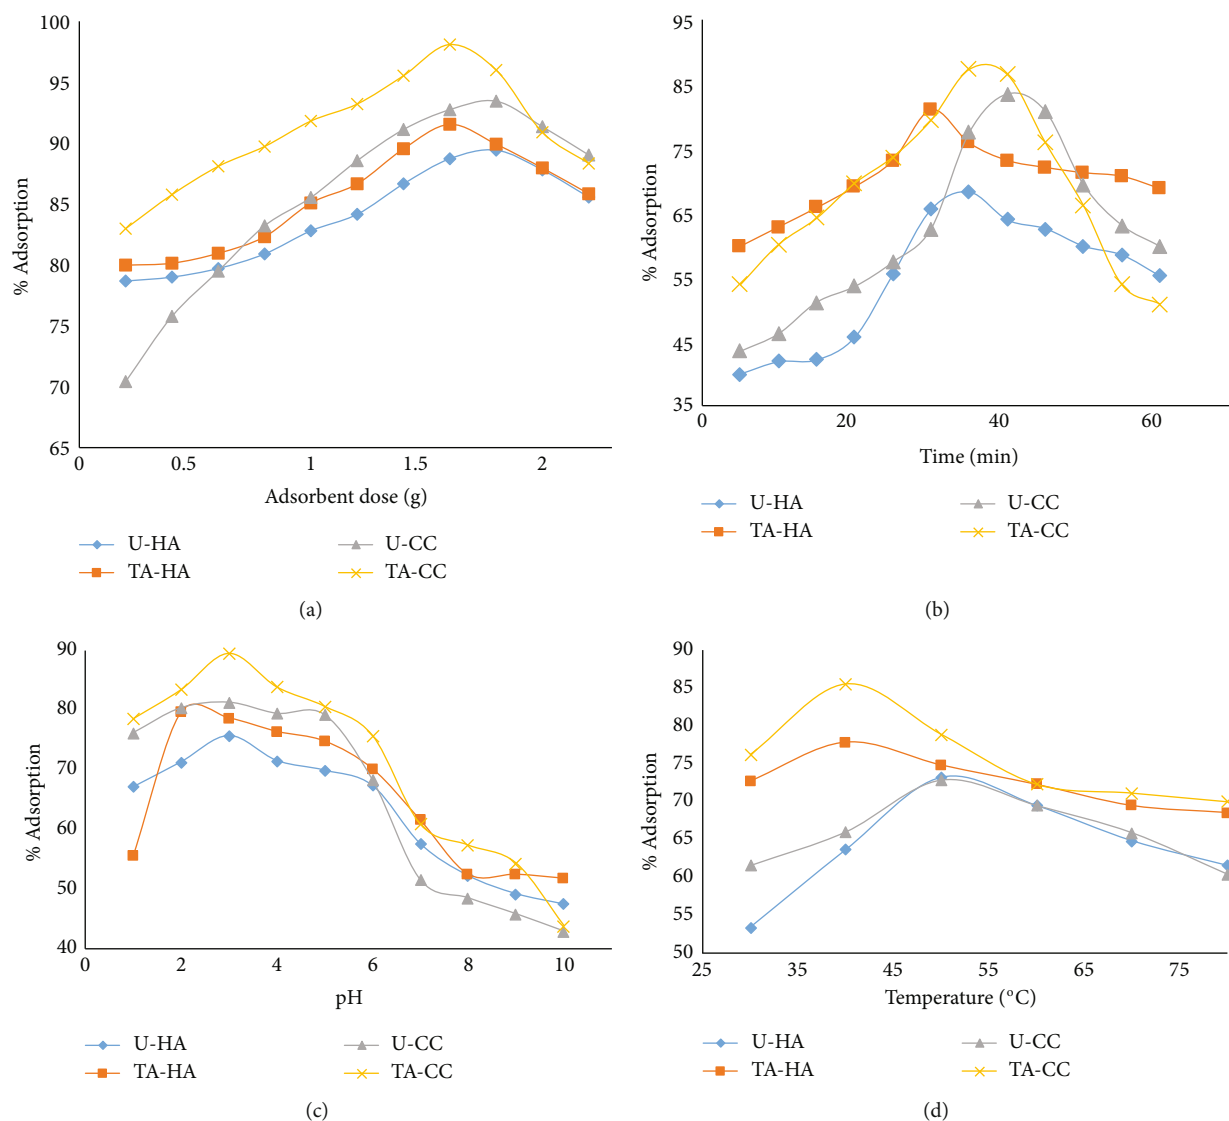 (a)
% Adsorption
100
95
90
85
80
75
70
65
0 0.5 1 1.5 2
Adsorbent dose (g)
U-HA U-CC
TA-HA TA-CC
(a)
(b)
% Adsorption
95
85
75
65
55
45
35
0 20 40 60
Time (min)
U-HA U-CC
TA-HA TA-CC
(b)
% Adsorption
90
80
70
60
50
40
0 2 4 6 8 10
pH
U-HA U-CC
TA-HA TA-CC
(c)
% Adsorption
90
85
80
75
70
65
60
55
50
25 35 45 55 65 75
Temperature (°C)
U-HA U-CC
TA-HA TA-CC
(d)